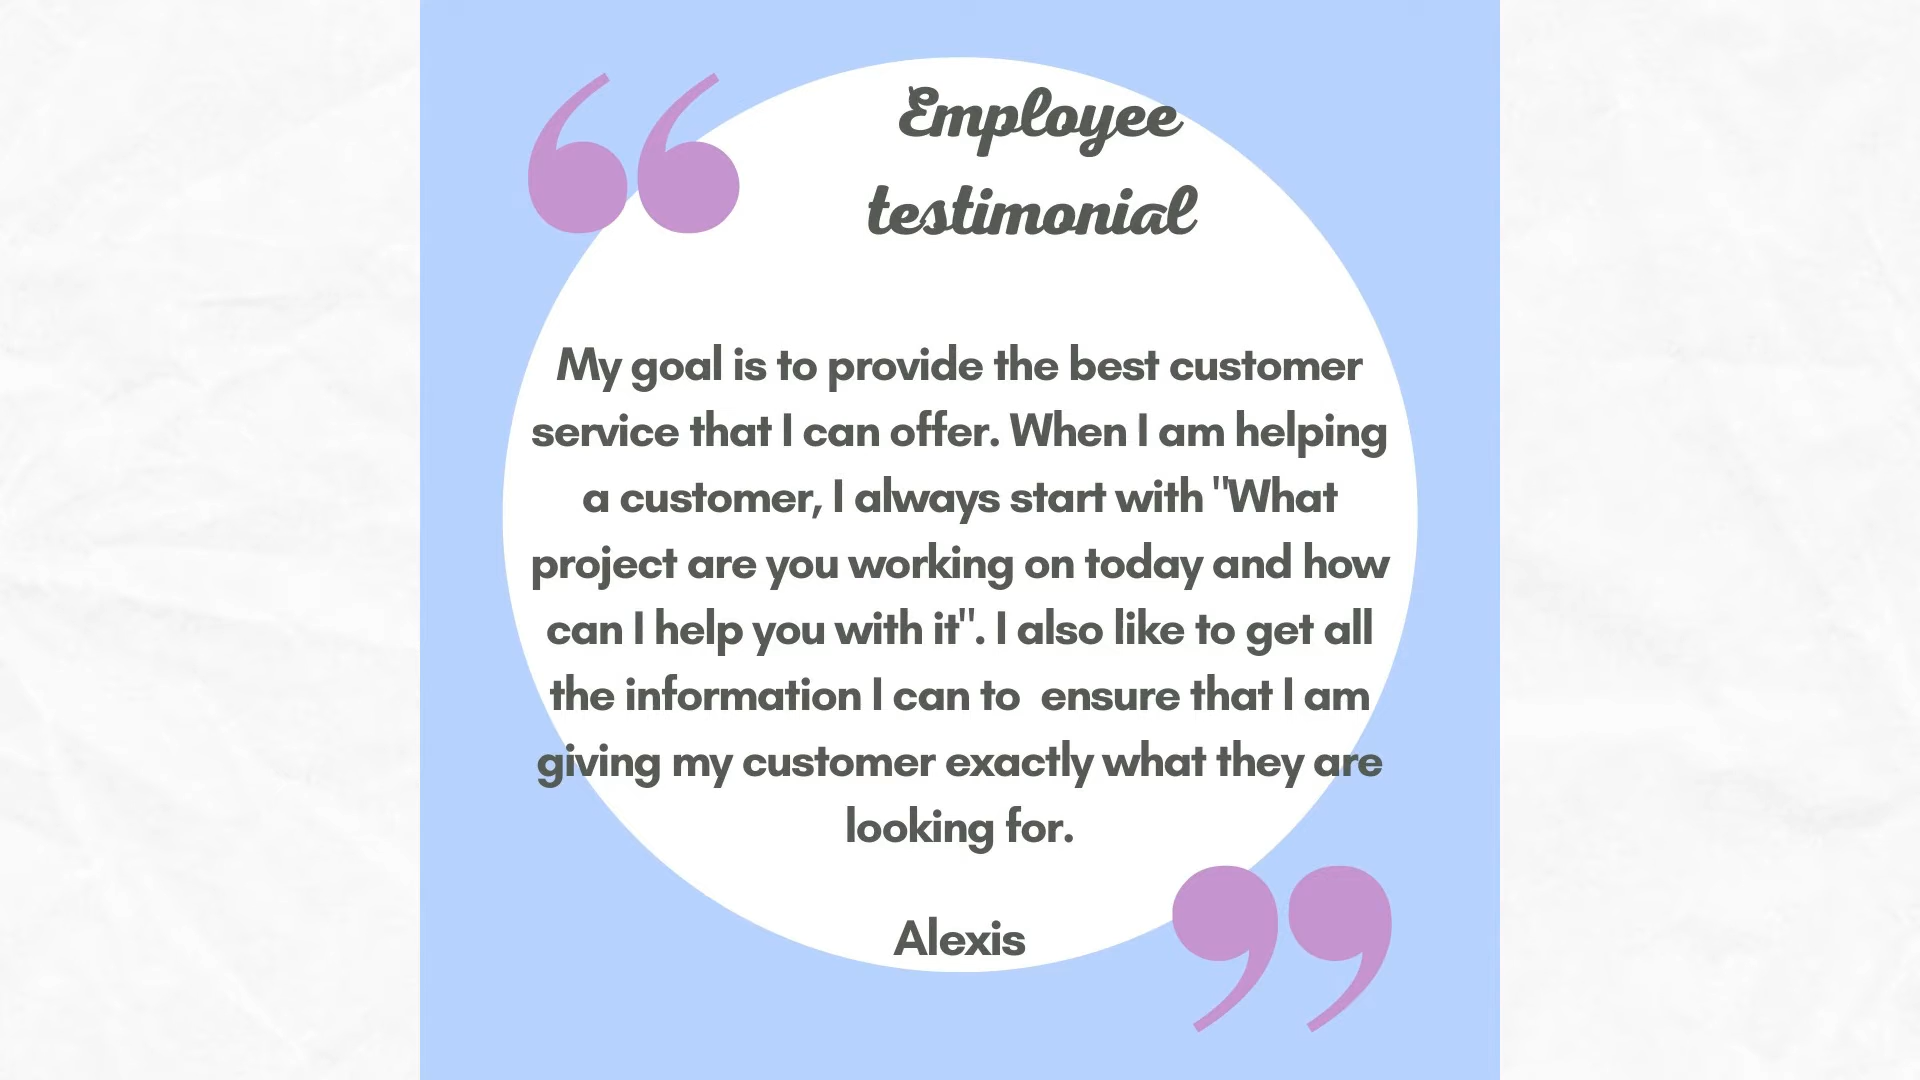 Employee
testimonial
My goal is to provide the best customer
service that I can offer. When I am helping
a customer, I always start with "What
project are you working on today and how
can I help you with it". I also like to get all
the information I can to  ensure that I am
giving my customer exactly what they are
looking for.
Alexis